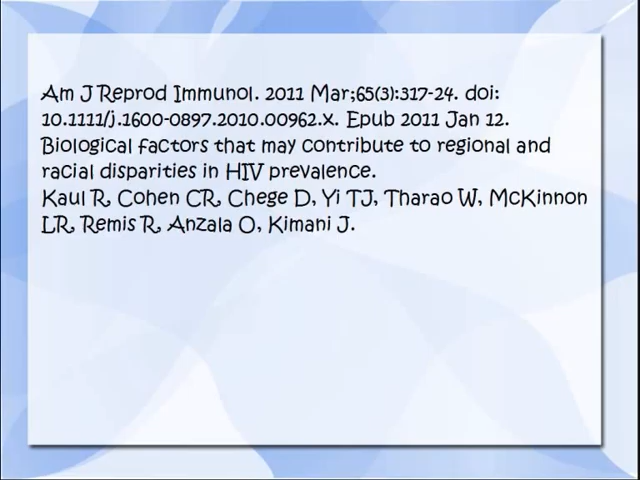 Am J Reprod Immunol. 2011 Mar;65(3):317-24. doi:
10.1111/j.1600-0897.2010.00962.x. Epub 2011 Jan 12.
Biological factors that may contribute to regional and
racial disparities in HIV prevalence.
Kaul R, Cohen CR, Chege D, Yi TJ, Tharao W, McKinnon
LR, Remis R, Anzala O, Kimani J.